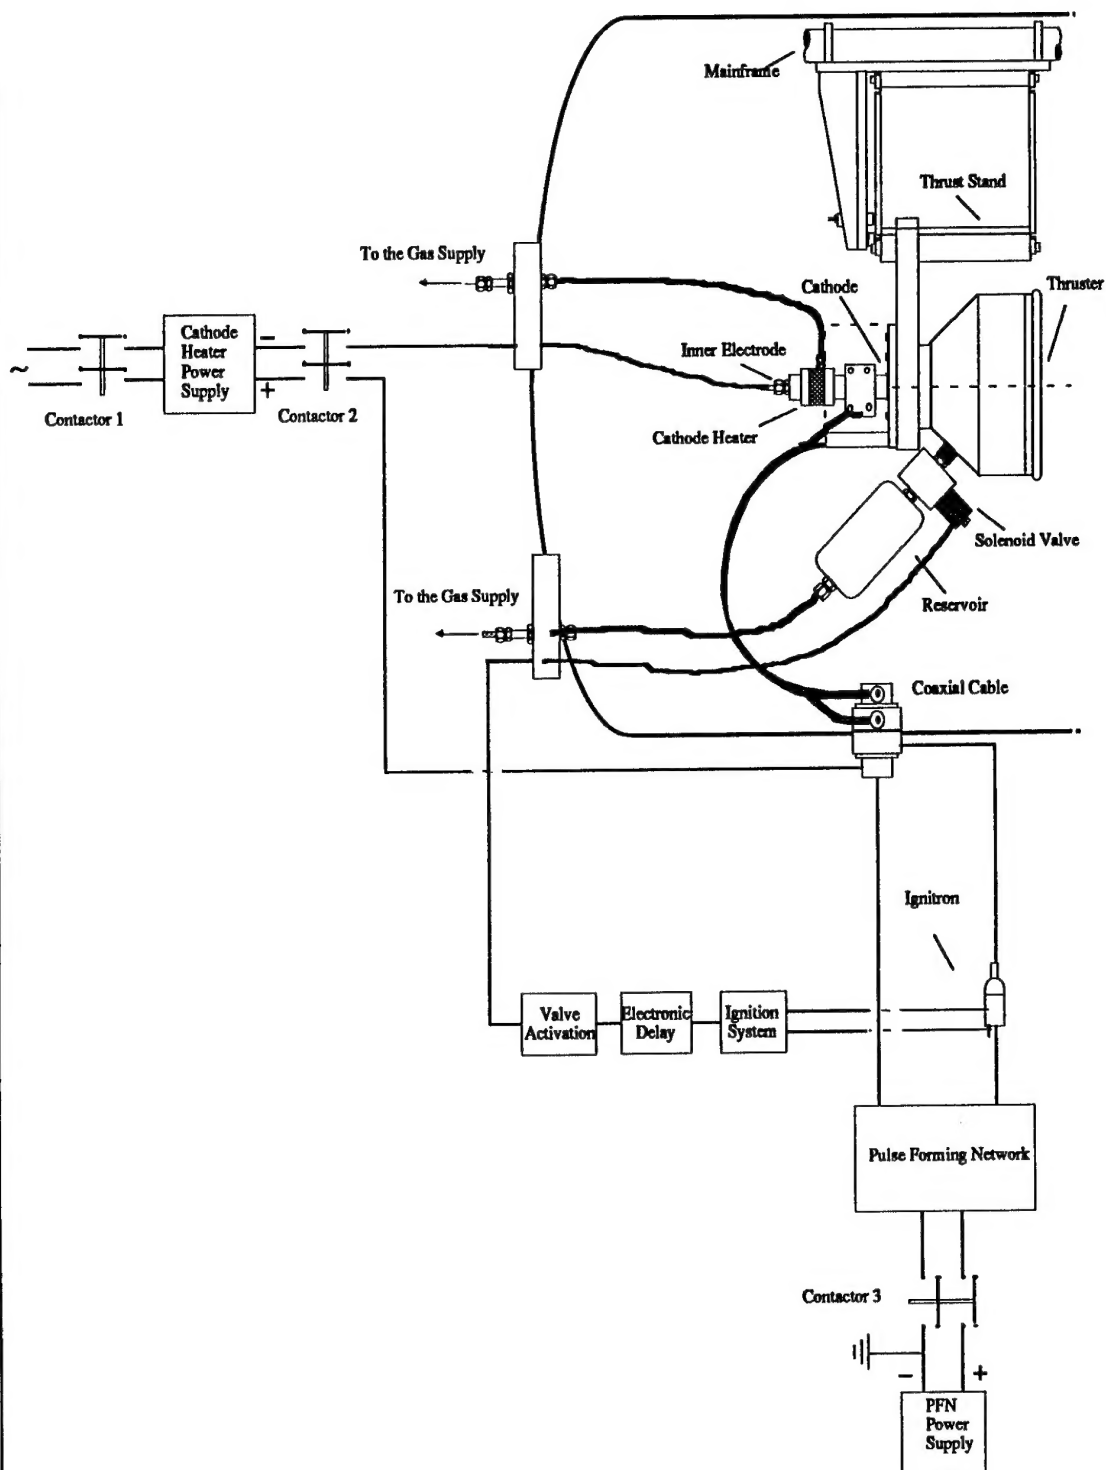 Mainframe
Thrust Stand
To the Gas Supply
Cathode
Thruster
Cathode
Heater
Power
Supply
−
+
~
Inner Electrode
Contactor 1
Contactor 2
Cathode Heater
Solenoid Valve
To the Gas Supply
Reservoir
Coaxial Cable
Ignitron
Valve
Activation
Electronic
Delay
Ignition
System
Pulse Forming Network
Contactor 3
−
+
PFN
Power
Supply